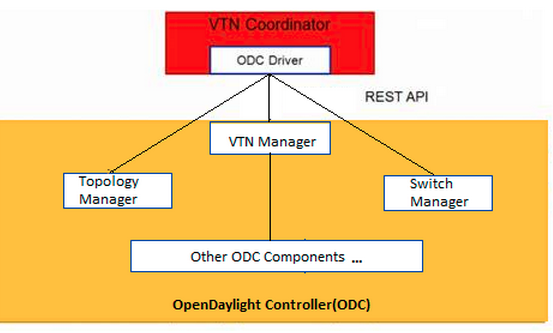 VTN Coordinator
ODC Driver
REST API
VTN Manager
Topology
Manager
Switch
Manager
Other ODC Components ...
OpenDaylight Controller(ODC)